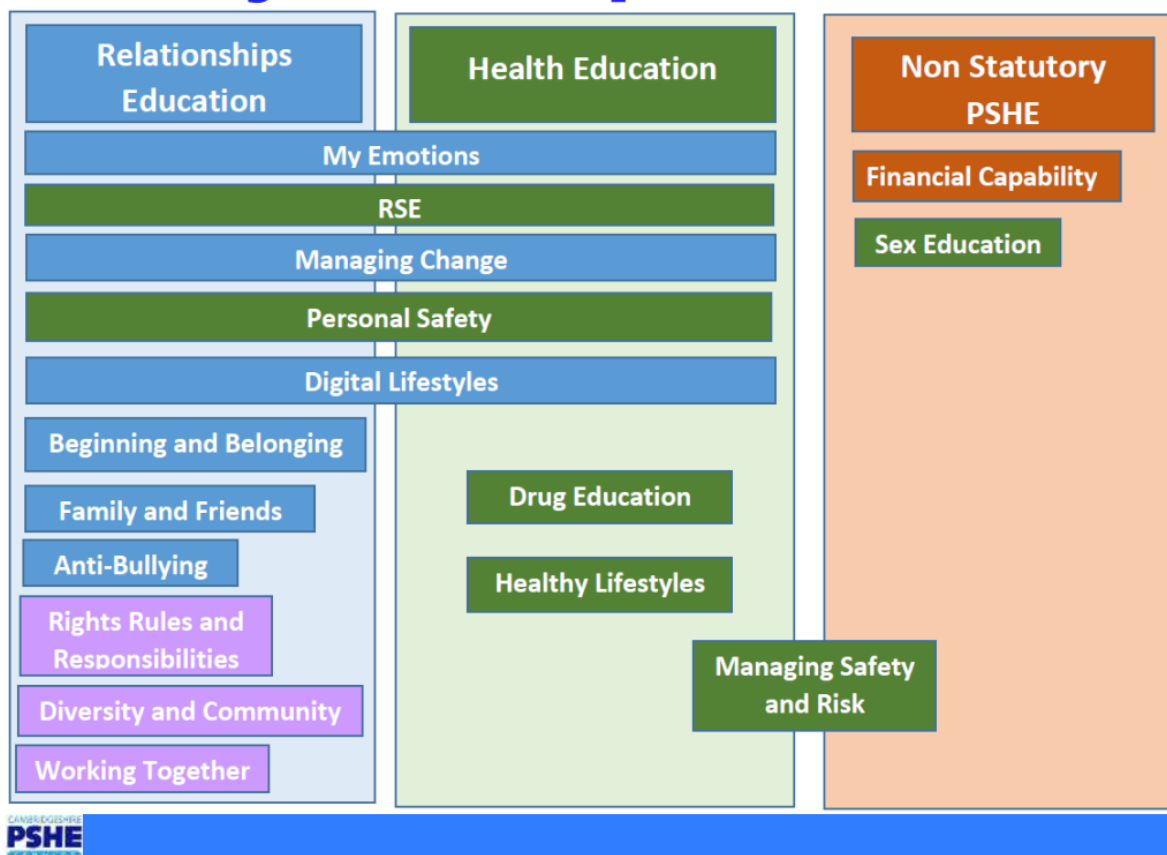 Relationships
Education
Health Education
Non Statutory
PSHE
My Emotions
RSE
Managing Change
Personal Safety
Digital Lifestyles
Financial Capability
Sex Education
Beginning and Belonging
Family and Friends
Anti-Bullying
Rights Rules and
Responsibilities
Diversity and Community
Working Together
Drug Education
Healthy Lifestyles
Managing Safety
and Risk
CAMBRIDGESHIRE
PSHE